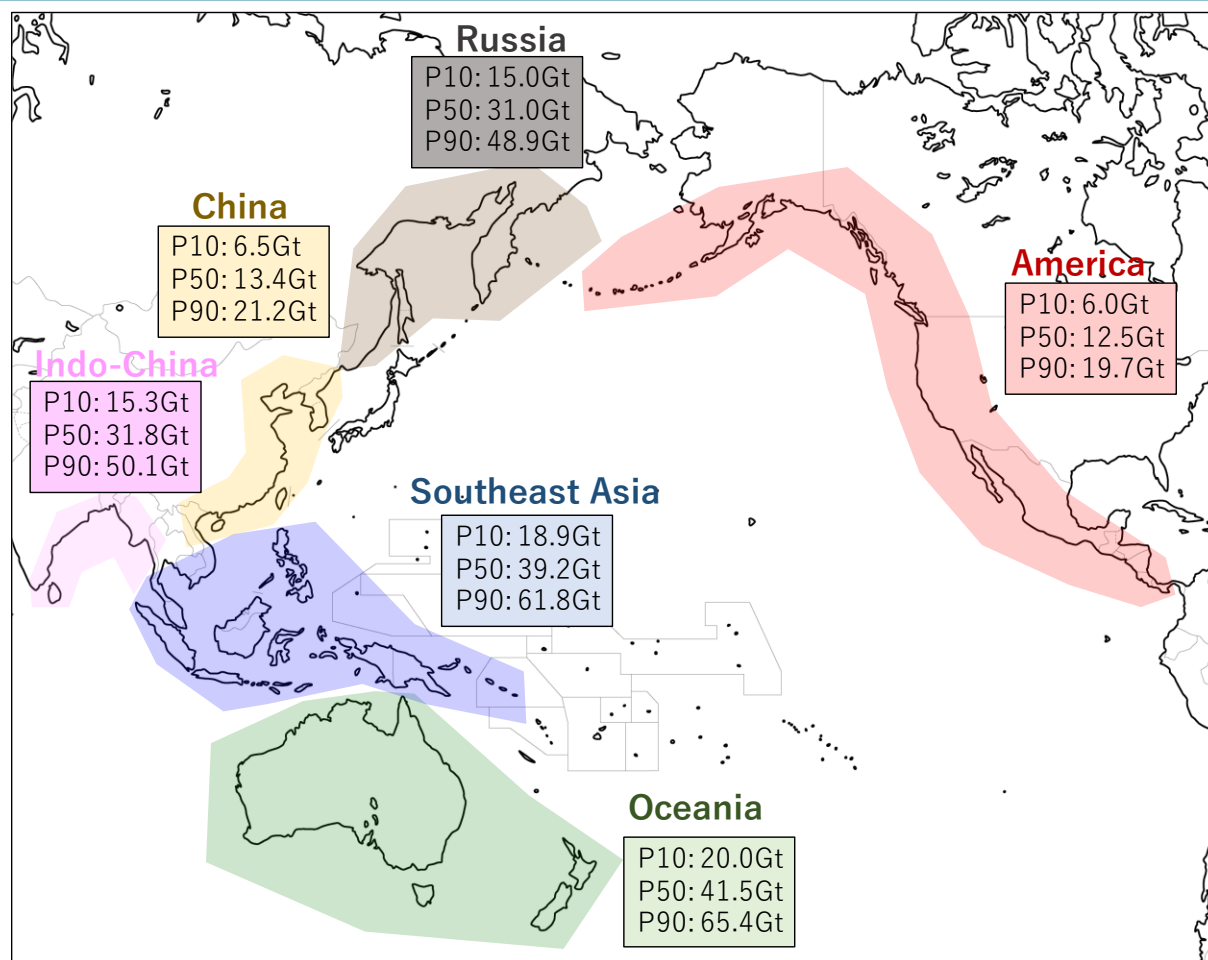 Russia
P10: 15.0Gt
P50: 31.0Gt
P90: 48.9Gt
China
P10: 6.5Gt
P50: 13.4Gt
P90: 21.2Gt
America
P10: 6.0Gt
P50: 12.5Gt
P90: 19.7Gt
Indo-China
P10: 15.3Gt
P50: 31.8Gt
P90: 50.1Gt
Southeast Asia
P10: 18.9Gt
P50: 39.2Gt
P90: 61.8Gt
Oceania
P10: 20.0Gt
P50: 41.5Gt
P90: 65.4Gt